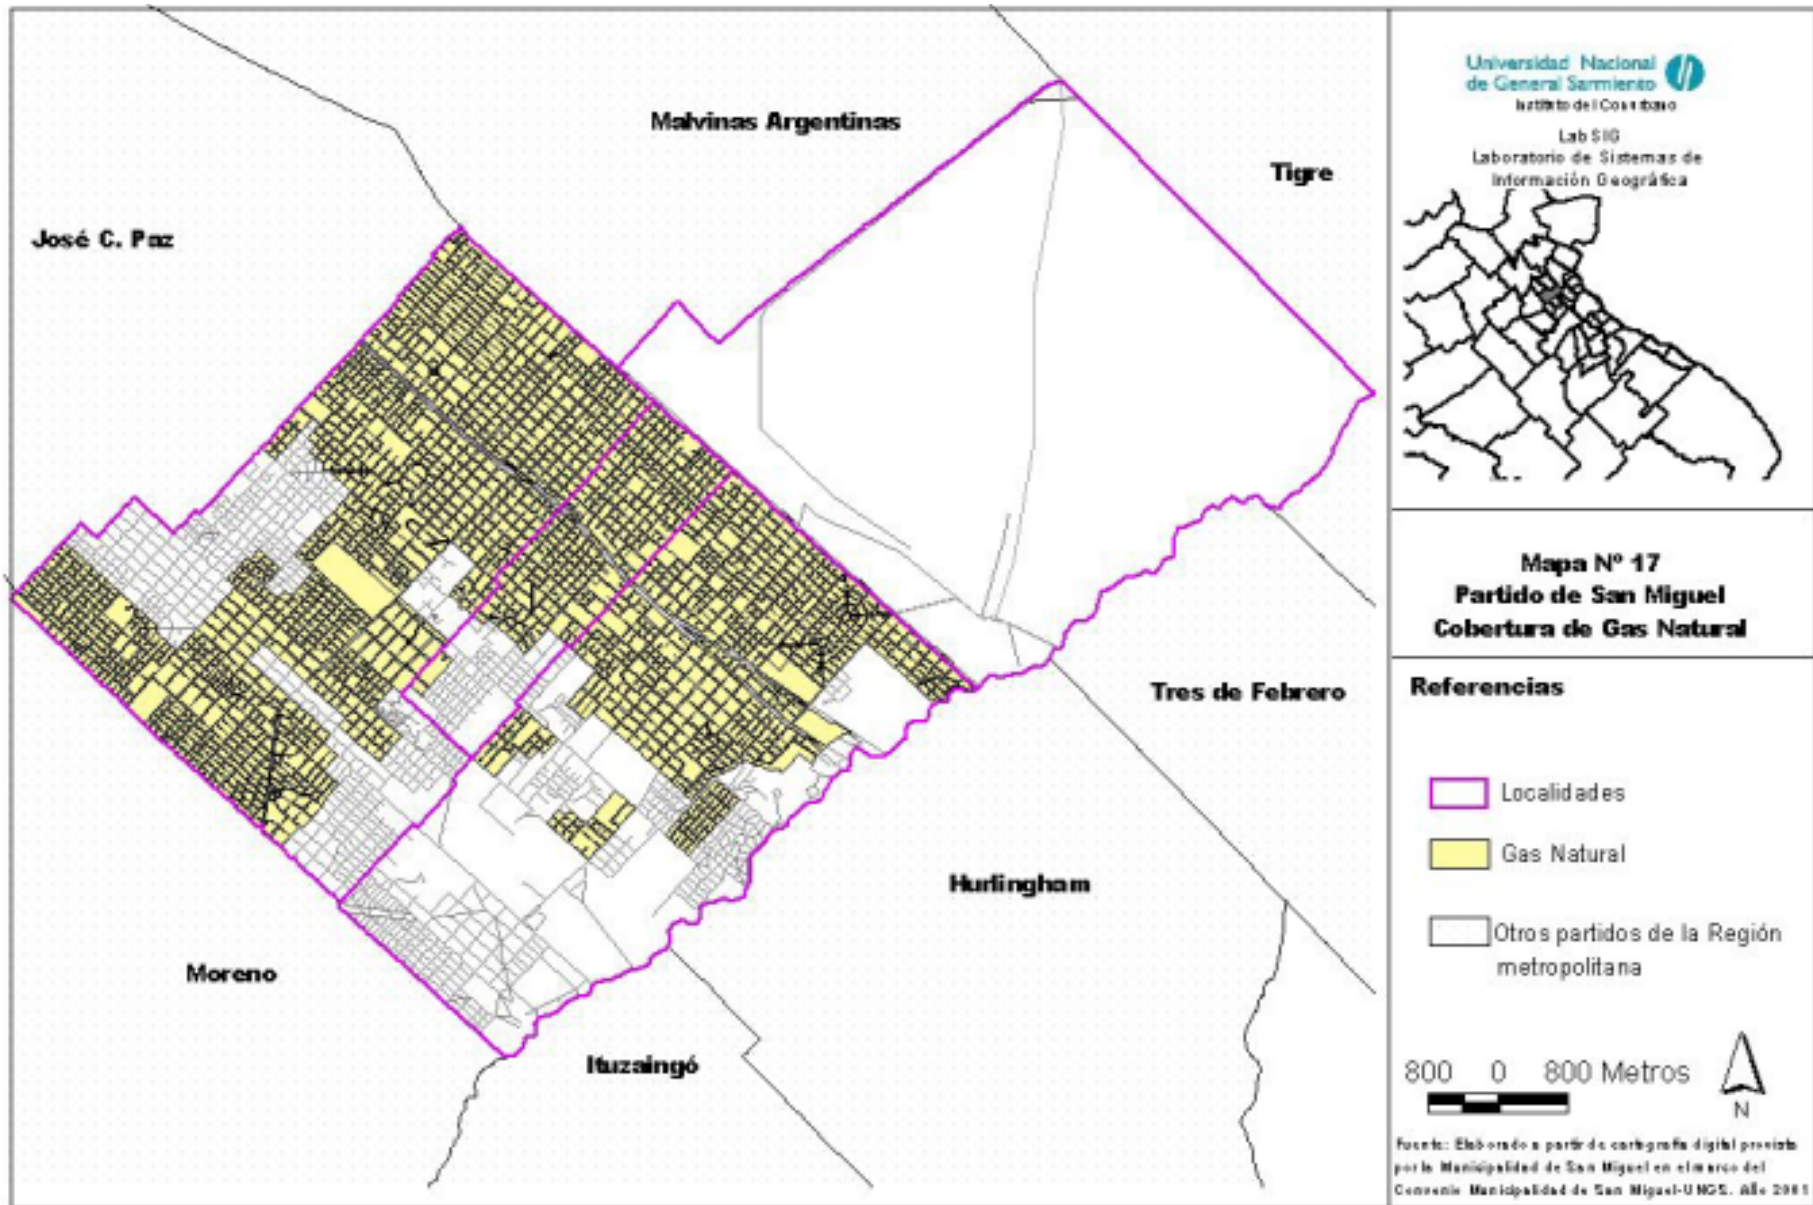 Malvinas Argentinas
Tigre
José C. Paz
Tres de Febrero
Hurlingham
Moreno
Ituzaingó
Universidad Nacional
de General Sarmiento
Instituto del Conurbano
Lab SIG
Laboratorio de Sistemas de
Información Geográfica
Mapa Nº 17
Partido de San Miguel
Cobertura de Gas Natural
Referencias
Localidades
Gas Natural
Otros partidos de la Región
metropolitana
800 0 800 Metros
N
Fuente: Elaborado a partir de cartografía digital provista
por la Municipalidad de San Miguel en el marco del
Convenio Municipalidad de San Miguel-UNGS. Año 2001